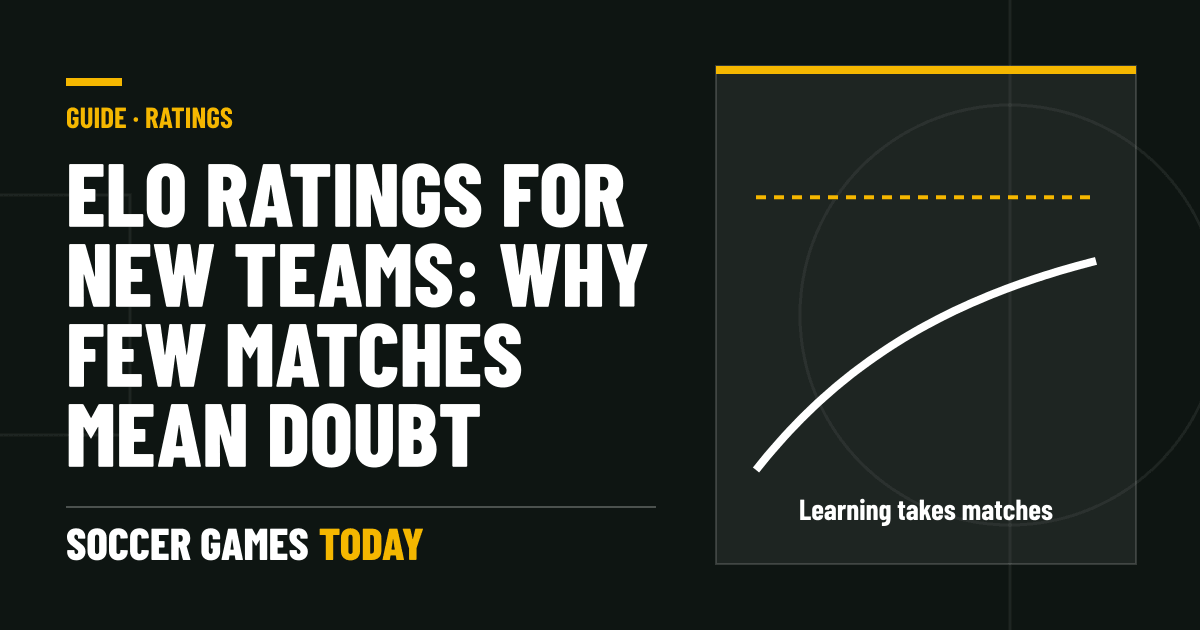 GUIDE · RATINGS
ELO RATINGS FOR
NEW TEAMS: WHY
FEW MATCHES
MEAN DOUBT
SOCCER GAMES TODAY
Learning takes matches